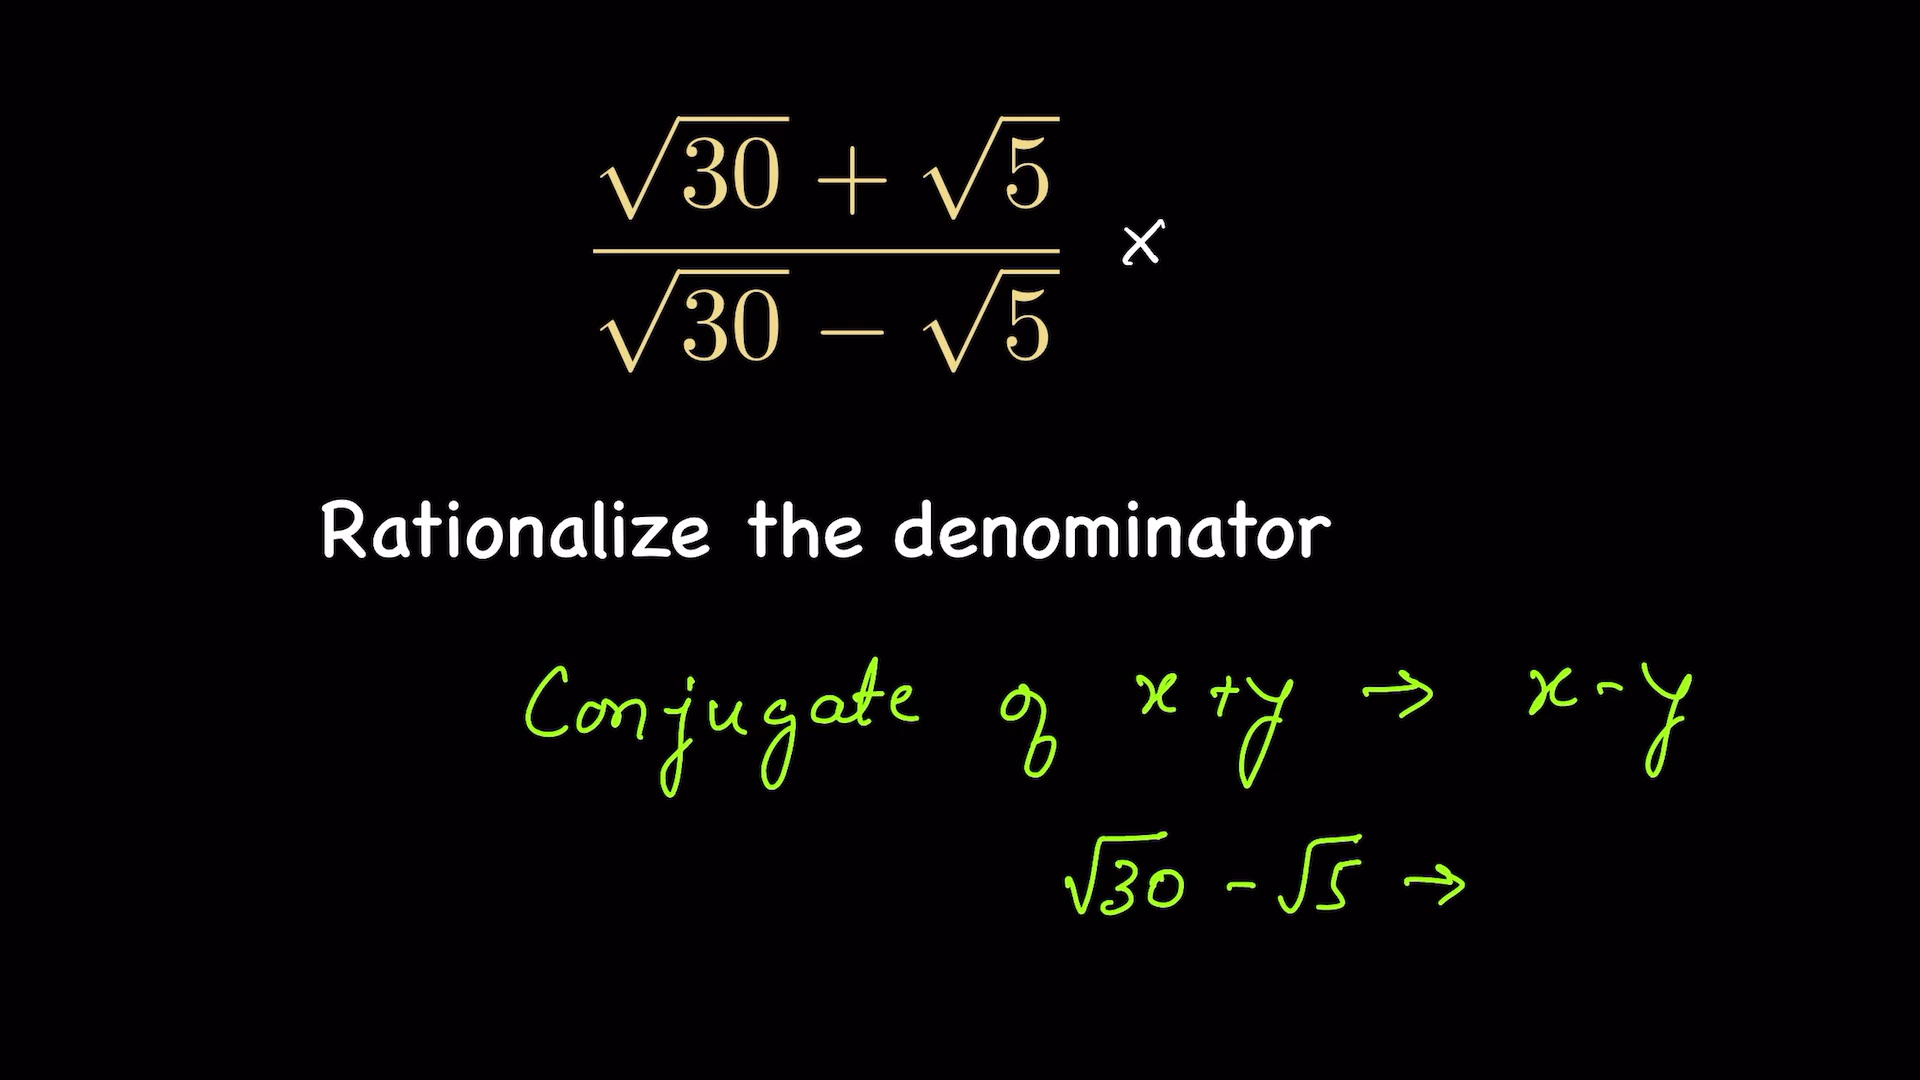 √30 + √5
×
√30 − √5
Rationalize the denominator
Conjugate of x + y → x - y
√30 - √5 →